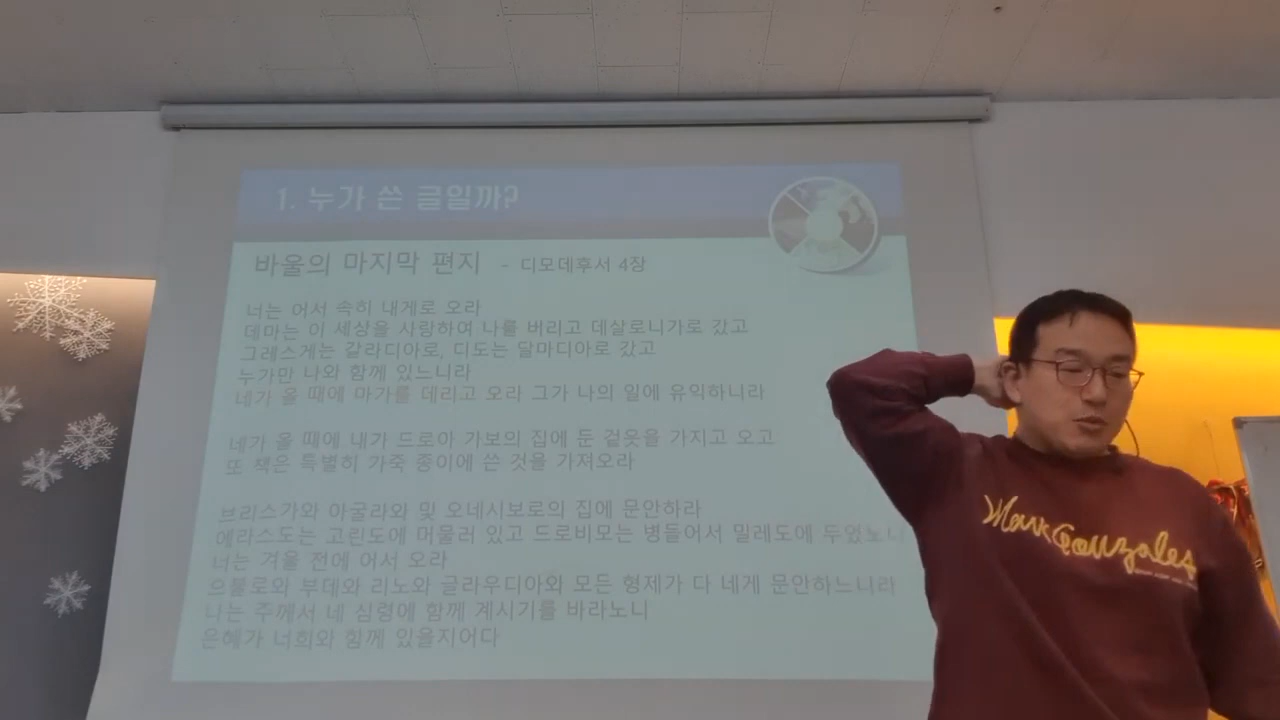 1. 누가 쓴 글일까?
바울의 마지막 편지 - 디모데후서 4장
너는 어서 속히 내게로 오라
데마는 이 세상을 사랑하여 나를 버리고 데살로니가로 갔고
그레스게는 갈라디아로, 디도는 달마디아로 갔고
누가만 나와 함께 있느니라
네가 올 때에 마가를 데리고 오라 그가 나의 일에 유익하니라
네가 올 때에 내가 드로아 가보의 집에 둔 겉옷을 가지고 오고
또 책은 특별히 가죽 종이에 쓴 것을 가져오라
브리스가와 아굴라와 및 오네시보로의 집에 문안하라
에라스도는 고린도에 머물러 있고 드로비모는 병들어서 밀레도에 두었노니
너는 겨울 전에 어서 오라
으불로와 부데와 리노와 글라우디아와 모든 형제가 다 네게 문안하느니라
나는 주께서 네 심령에 함께 계시기를 바라노니
은혜가 너희와 함께 있을지어다
Mark Gonzales